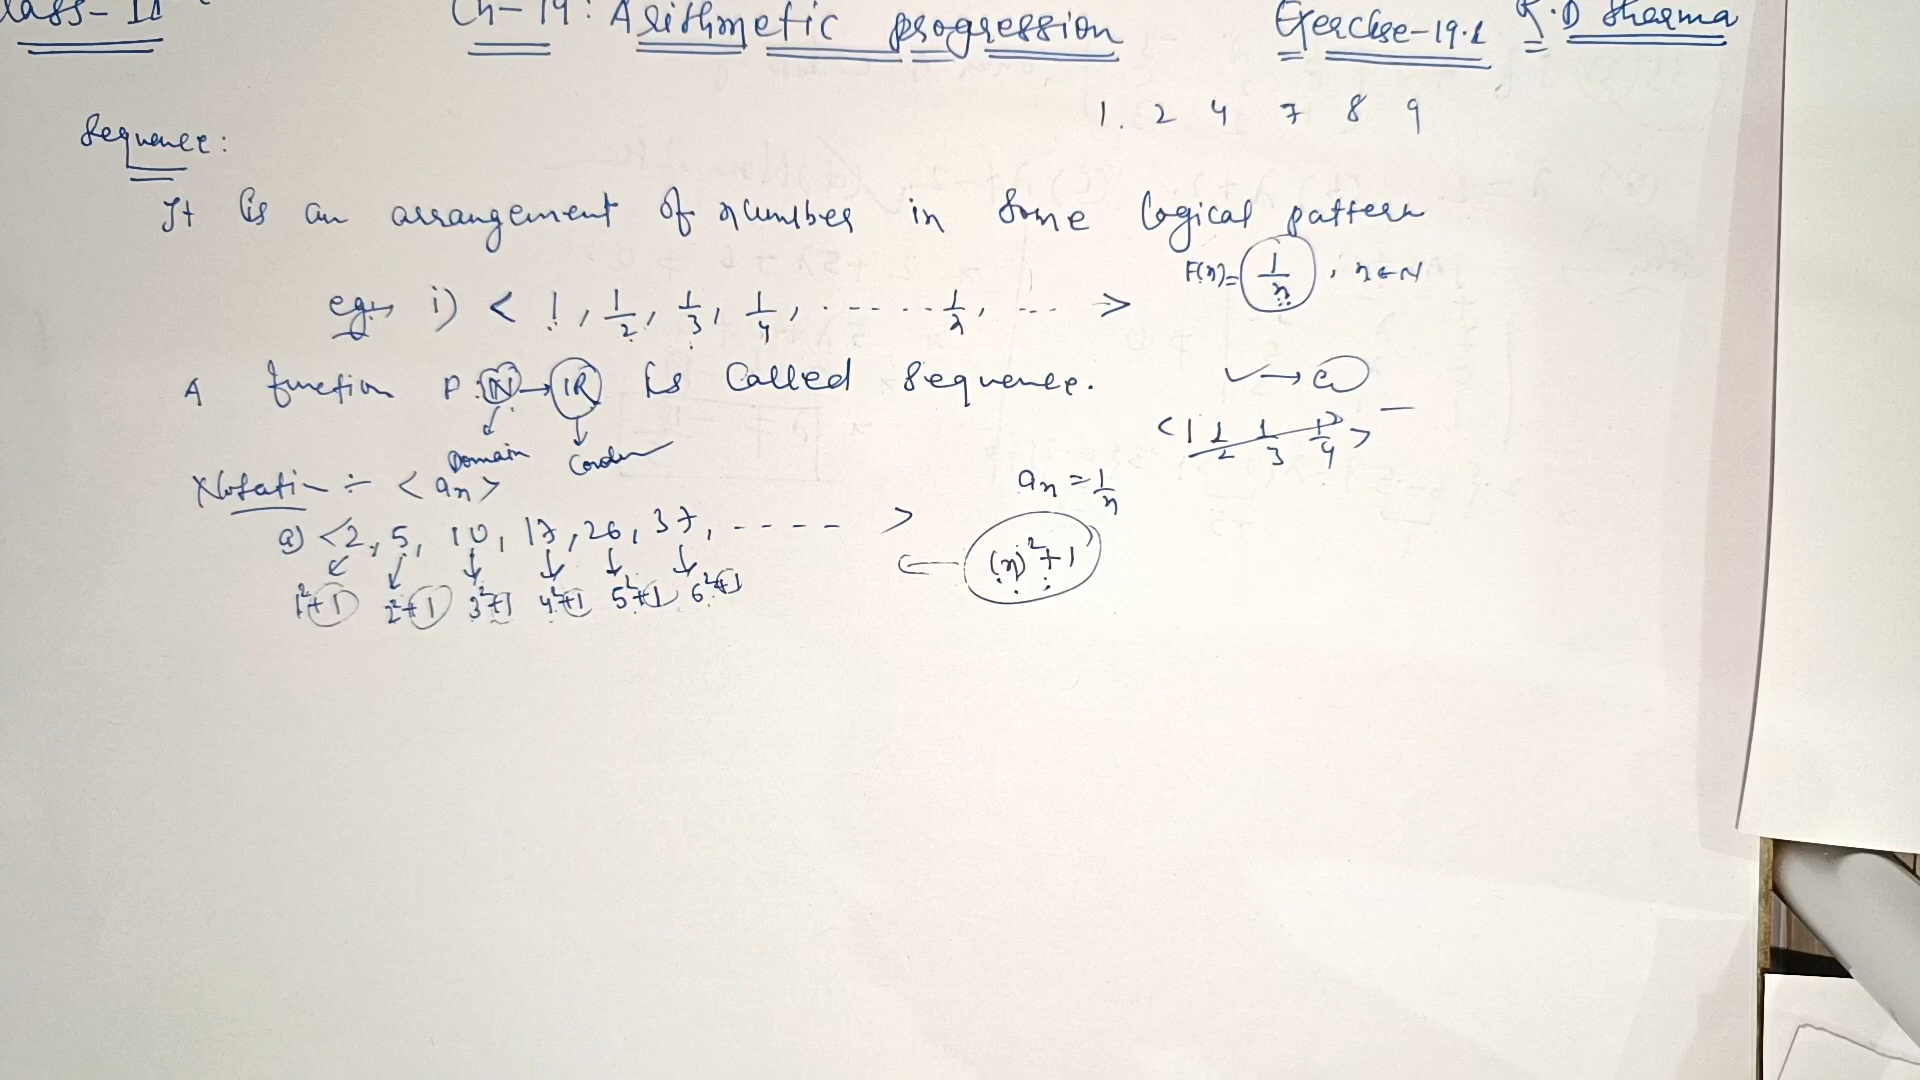 Class-11 Ch-19: Arithmetic progression Exercise-19.1 R.D Sharma
1. 2 4 7 8 9
Sequence:
It is an arrangement of number in some logical pattern
F(n)= 1/n , n∈N
eg:- i) < 1, 1/2, 1/3, 1/4, ....... 1/n, ... >
A function F: N→IR is called sequence.
<1 1/2 1/3 1/4>
Domain
Notation :- <an>
an = 1/n
a) <2, 5, 10, 17, 26, 37, ---- >
(n)²+1
1²+1 2²+1 3²+1 4²+1 5²+1 6²+1